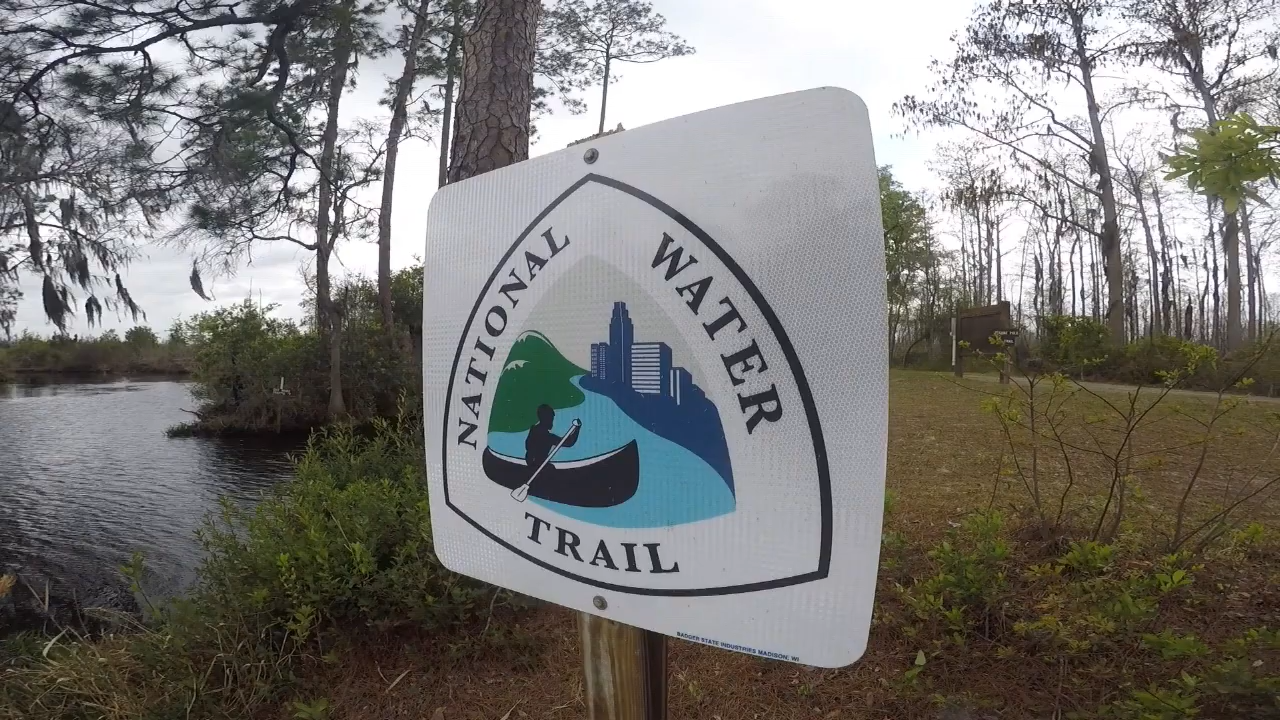 NATIONAL
WATER
TRAIL
BADGER STATE INDUSTRIES MADISON, WI